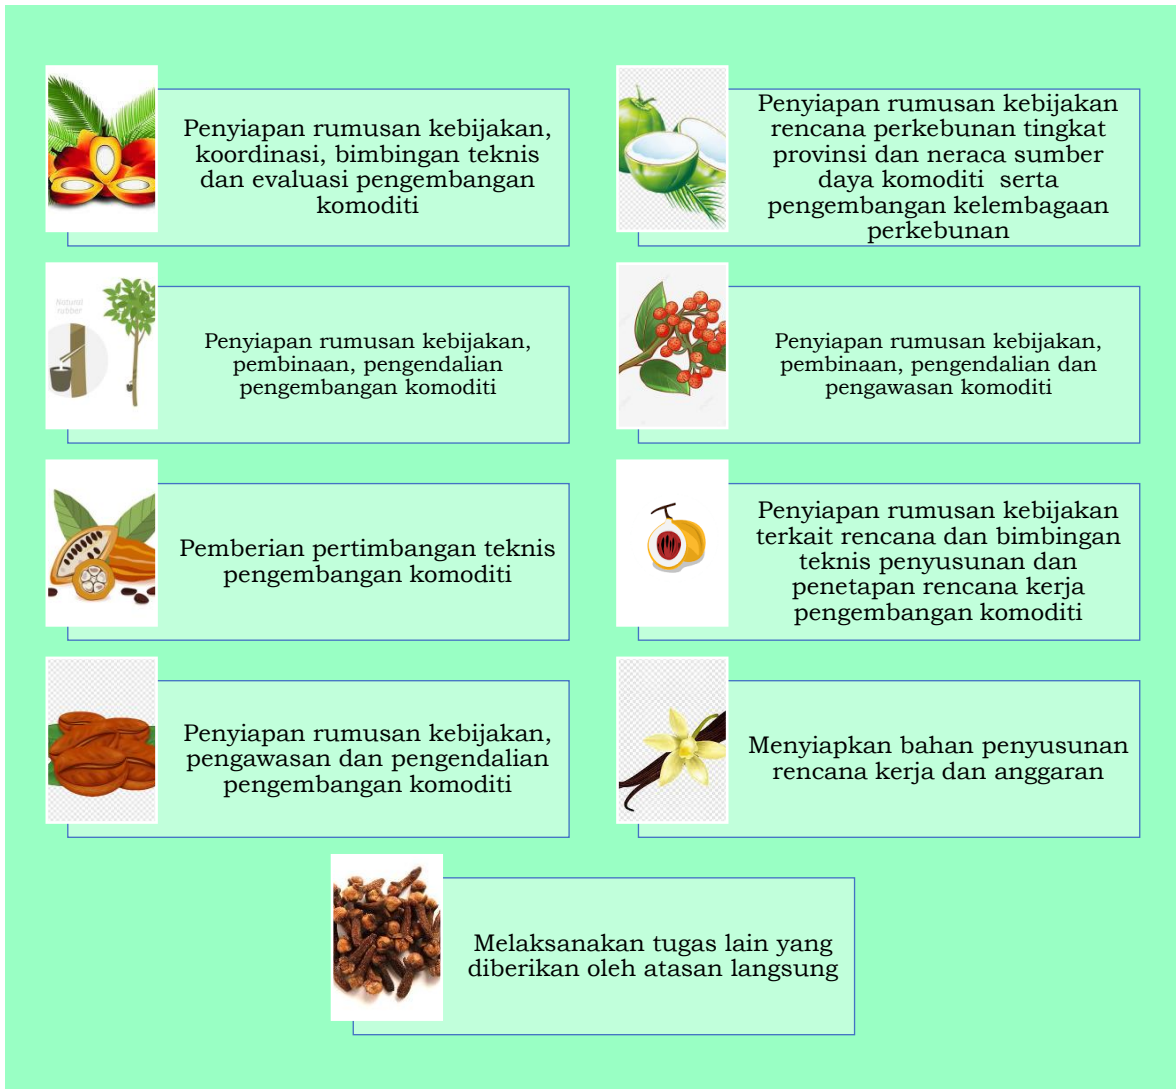 Penyiapan rumusan kebijakan,
koordinasi, bimbingan teknis
dan evaluasi pengembangan
komoditi
Penyiapan rumusan kebijakan
rencana perkebunan tingkat
provinsi dan neraca sumber
daya komoditi serta
pengembangan kelembagaan
perkebunan
Natural
rubber
Penyiapan rumusan kebijakan,
pembinaan, pengendalian
pengembangan komoditi
Penyiapan rumusan kebijakan,
pembinaan, pengendalian dan
pengawasan komoditi
Pemberian pertimbangan teknis
pengembangan komoditi
Penyiapan rumusan kebijakan
terkait rencana dan bimbingan
teknis penyusunan dan
penetapan rencana kerja
pengembangan komoditi
Penyiapan rumusan kebijakan,
pengawasan dan pengendalian
pengembangan komoditi
Menyiapkan bahan penyusunan
rencana kerja dan anggaran
Melaksanakan tugas lain yang
diberikan oleh atasan langsung